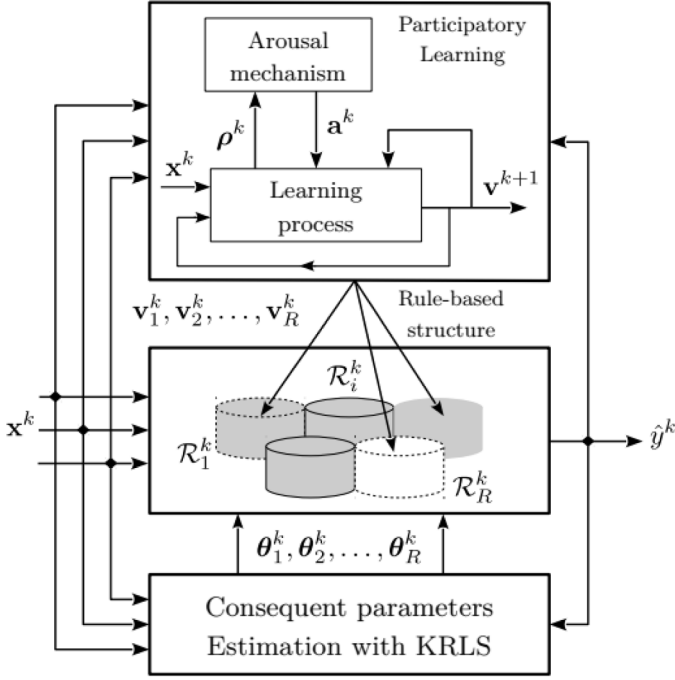 Participatory
Learning
Arousal
mechanism
ρ^k
a^k
x^k
Learning
process
v^{k+1}
v_1^k, v_2^k, . . . , v_R^k
Rule-based
structure
R_i^k
x^k
R_1^k
R_R^k
ŷ^k
θ_1^k, θ_2^k, . . . , θ_R^k
Consequent parameters
Estimation with KRLS